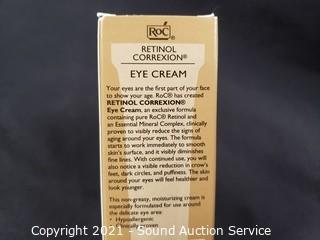 RoC®
RETINOL
CORREXION®
EYE CREAM
Your eyes are the first part of your face
to show your age. RoC® has created
RETINOL CORREXION®
Eye Cream, an exclusive formula
containing pure RoC® Retinol and
an Essential Mineral Complex, clinically
proven to visibly reduce the signs of
aging around your eyes. The formula
starts to work immediately to smooth
skin's surface, and it visibly diminishes
fine lines. With continued use, you will
also notice a visible reduction in crow's
feet, dark circles, and puffiness. The skin
around your eyes will feel healthier and
look younger.
This non-greasy, moisturizing cream is
especially formulated for use around
the delicate eye area:
• Hypoallergenic
Copyright 2021 - Sound Auction Service